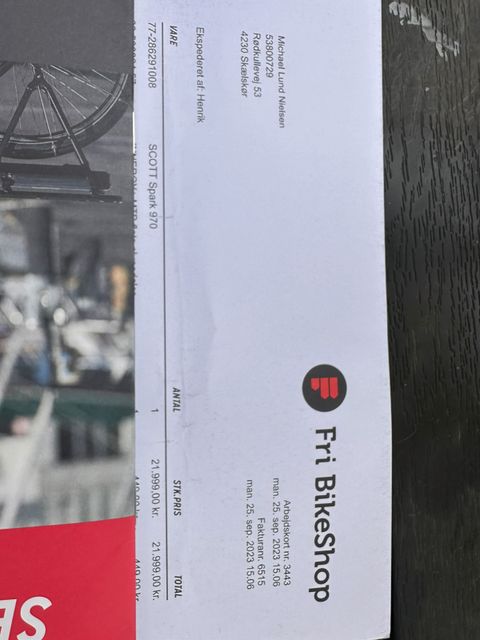 Fri BikeShop
Michael Lund Nielsen
53800729
Rødkullevej 53
4230 Skælskør
Arbejdskort nr. 3443
man. 25. sep. 2023 15.06
Fakturanr. 6515
man. 25. sep. 2023 15.06
Ekspederet af: Henrik
VARE ANTAL STK.PRIS TOTAL
77-286291008 SCOTT Spark 970 1 21.999,00 kr. 21.999,00 kr.
SE